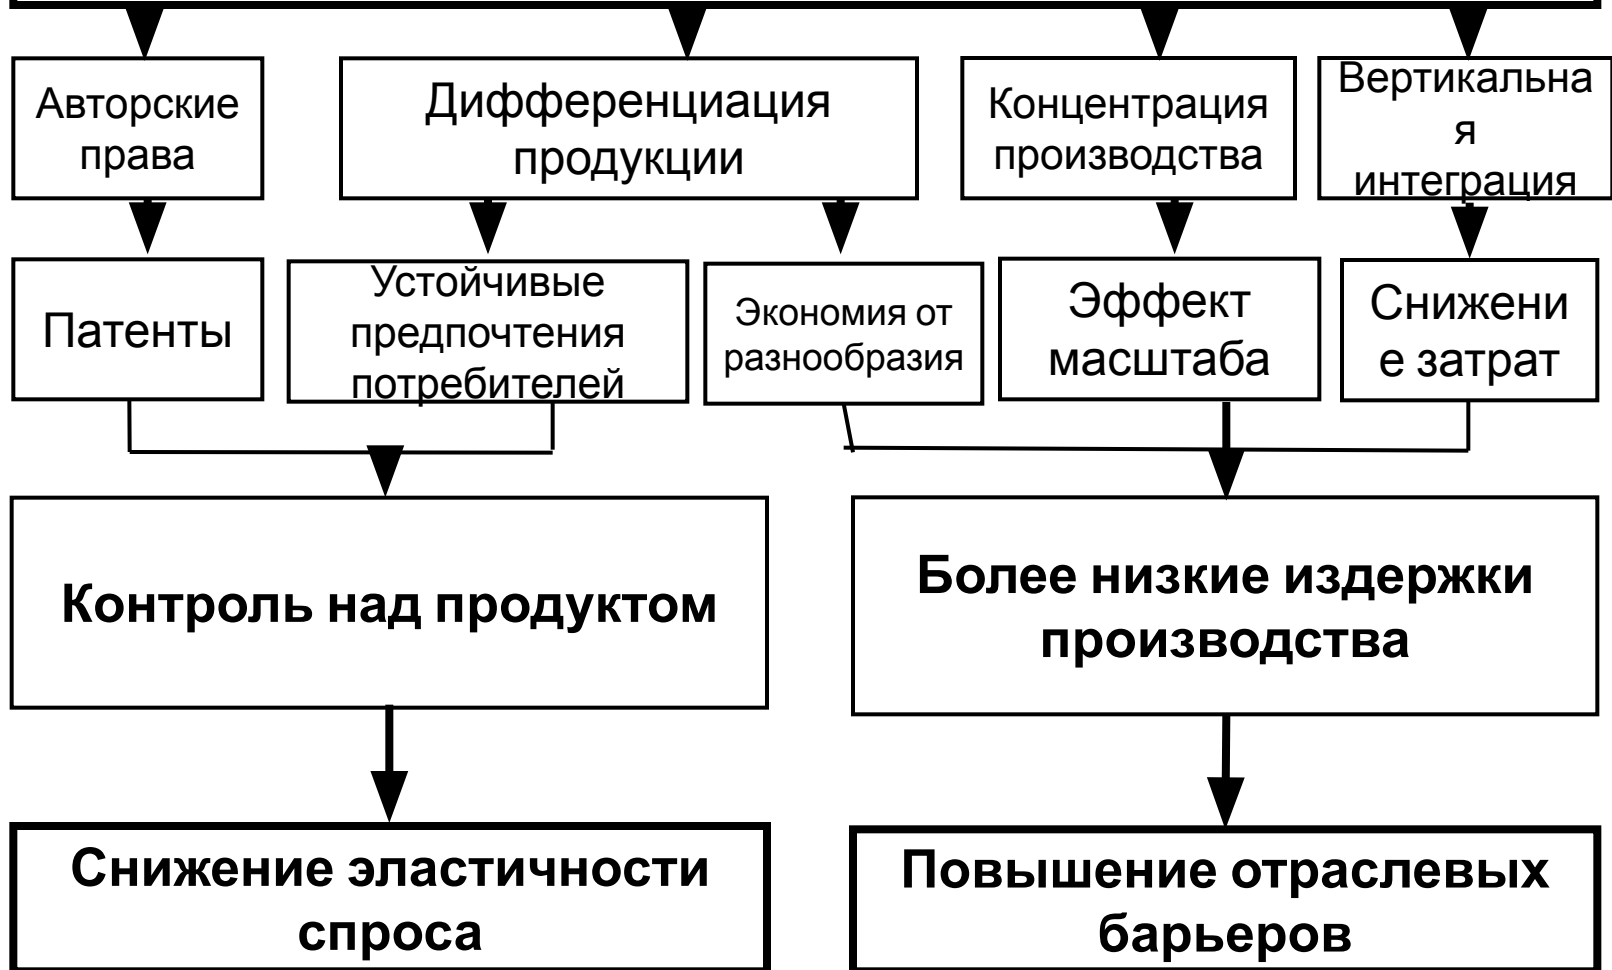 Авторские
права
Дифференциация
продукции
Концентрация
производства
Вертикальна
я
интеграция
Патенты
Устойчивые
предпочтения
потребителей
Экономия от
разнообразия
Эффект
масштаба
Снижени
е затрат
Контроль над продуктом
Более низкие издержки
производства
Снижение эластичности
спроса
Повышение отраслевых
барьеров